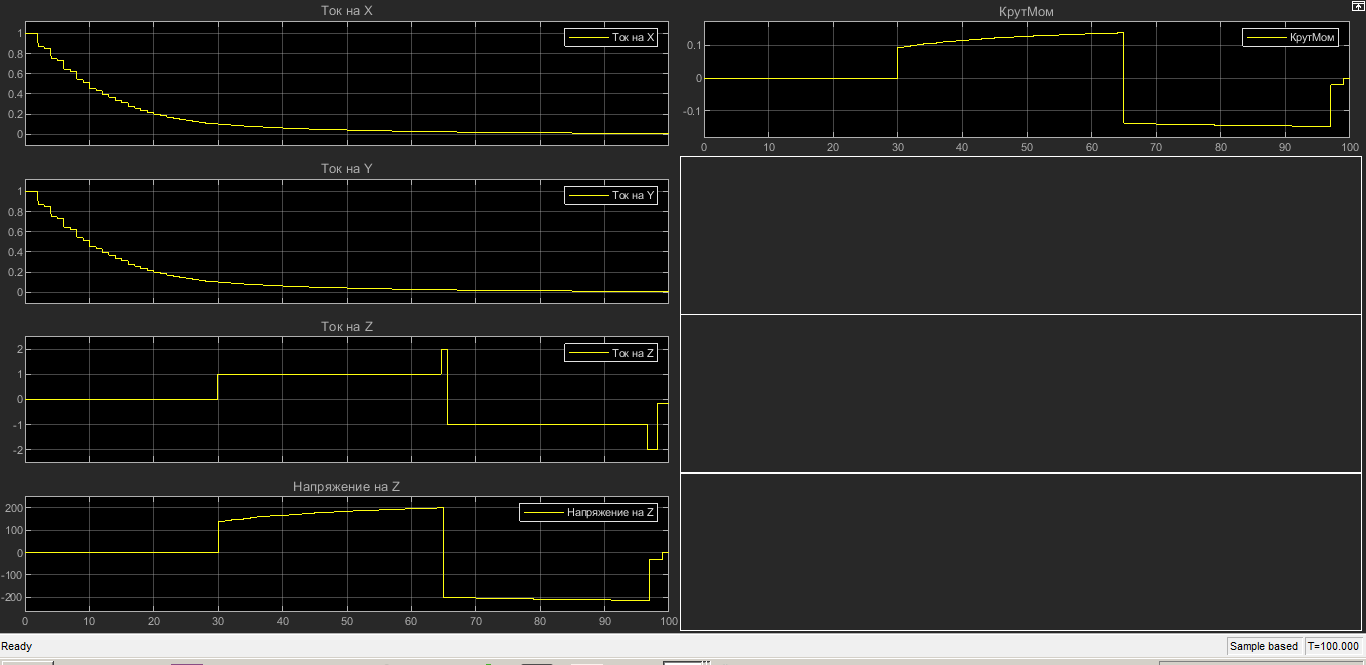 Ток на X
Ток на X
1
0.8
0.6
0.4
0.2
0
Ток на Y
Ток на Y
1
0.8
0.6
0.4
0.2
0
Ток на Z
Ток на Z
2
1
0
-1
-2
Напряжение на Z
Напряжение на Z
200
100
0
-100
-200
0 10 20 30 40 50 60 70 80 90 100
КрутМом
КрутМом
0.1
0
-0.1
0 10 20 30 40 50 60 70 80 90 100
Ready
Sample based T=100.000